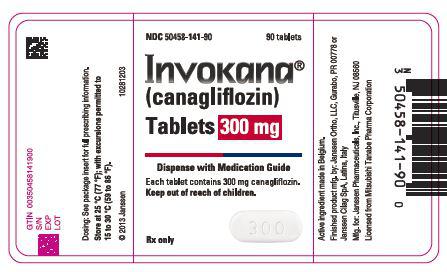 GTIN 00350458141900
S/N
EXP
LOT
Dosing: See package insert for full prescribing information.
Store at 25 °C (77 °F); with excursions permitted to
15 to 30 °C (59 to 86 °F).
© 2013 Janssen 10281203
NDC 50458-141-90 90 tablets
Invokana®
(canagliflozin)
Tablets 300 mg
Dispense with Medication Guide
Each tablet contains 300 mg canagliflozin.
Keep out of reach of children.
Rx only
300
Active ingredient made in Belgium.
Finished product mfg. by: Janssen Ortho, LLC, Gurabo, PR 00778 or
Janssen Cilag SpA, Latina, Italy
Mfg. for: Janssen Pharmaceuticals, Inc., Titusville, NJ 08560
Licensed from Mitsubishi Tanabe Pharma Corporation
N 3 50458-141-90 0